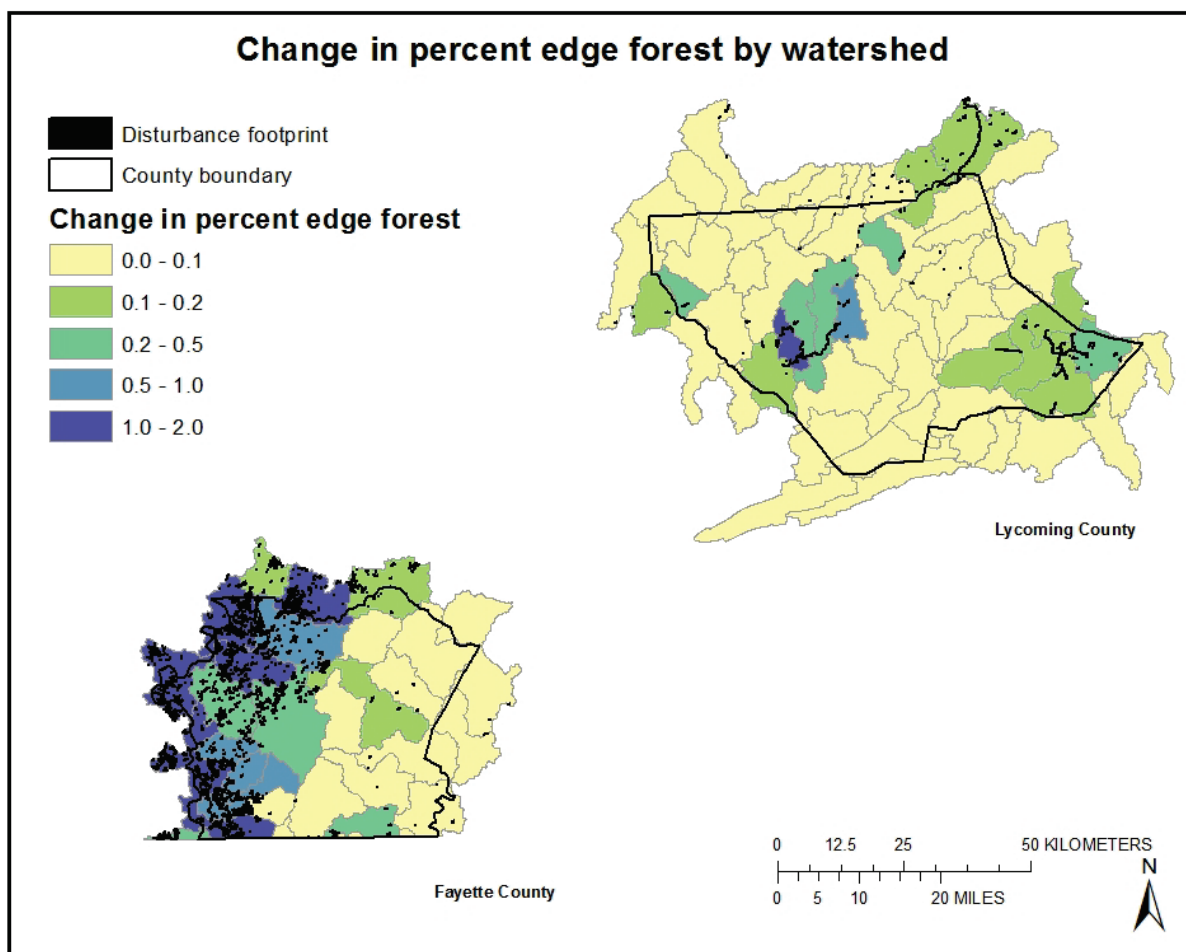 Change in percent edge forest by watershed
Disturbance footprint
County boundary
Change in percent edge forest
0.0 - 0.1
0.1 - 0.2
0.2 - 0.5
0.5 - 1.0
1.0 - 2.0
Lycoming County
Fayette County
0 12.5 25 50 KILOMETERS
0 5 10 20 MILES
N